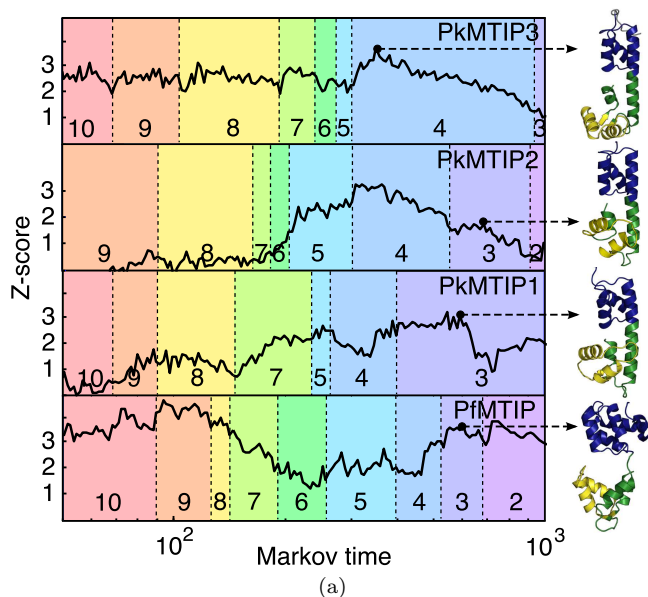 PkMTIP3
3
2
1
10 9 8 7 6 5 4 3
PkMTIP2
3
2
1
9 8 7 6 5 4 3 2
Z-score
PkMTIP1
3
2
1
10 9 8 7 5 4 3
PfMTIP
3
2
1
10 9 8 7 6 5 4 3 2
10² 10³
Markov time
(a)